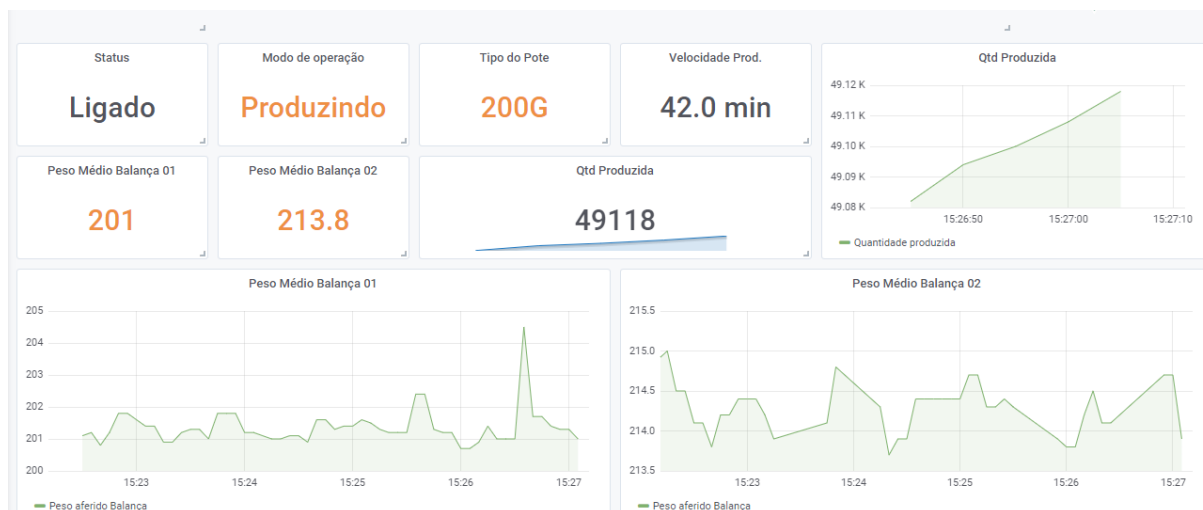 Status
Ligado
Modo de operação
Produzindo
Tipo do Pote
200G
Velocidade Prod.
42.0 min
Qtd Produzida
49.12 K
49.11 K
49.10 K
49.09 K
49.08 K
15:26:50 15:27:00 15:27:10
Quantidade produzida
Peso Médio Balança 01
201
Peso Médio Balança 02
213.8
Qtd Produzida
49118
Peso Médio Balança 01
205
204
203
202
201
200
15:23 15:24 15:25 15:26 15:27
Peso aferido Balança
Peso Médio Balança 02
215.5
215.0
214.5
214.0
213.5
15:23 15:24 15:25 15:26 15:27
Peso aferido Balança